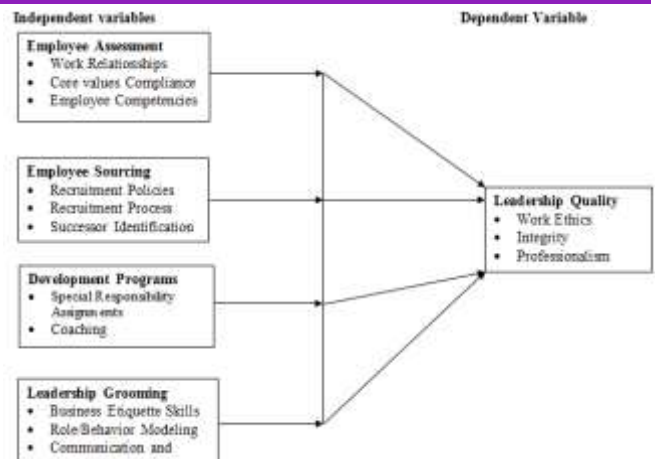 Independent variables
Dependent Variable
Employee Assessment
• Work Relationships
• Core values Compliance
• Employee Competencies
Employee Sourcing
• Recruitment Policies
• Recruitment Process
• Successor Identification
Leadership Quality
• Work Ethics
• Integrity
• Professionalism
Development Programs
• Special Responsibility
Assignments
• Coaching
Leadership Grooming
• Business Etiquette Skills
• Role/Behavior Modeling
• Communication and